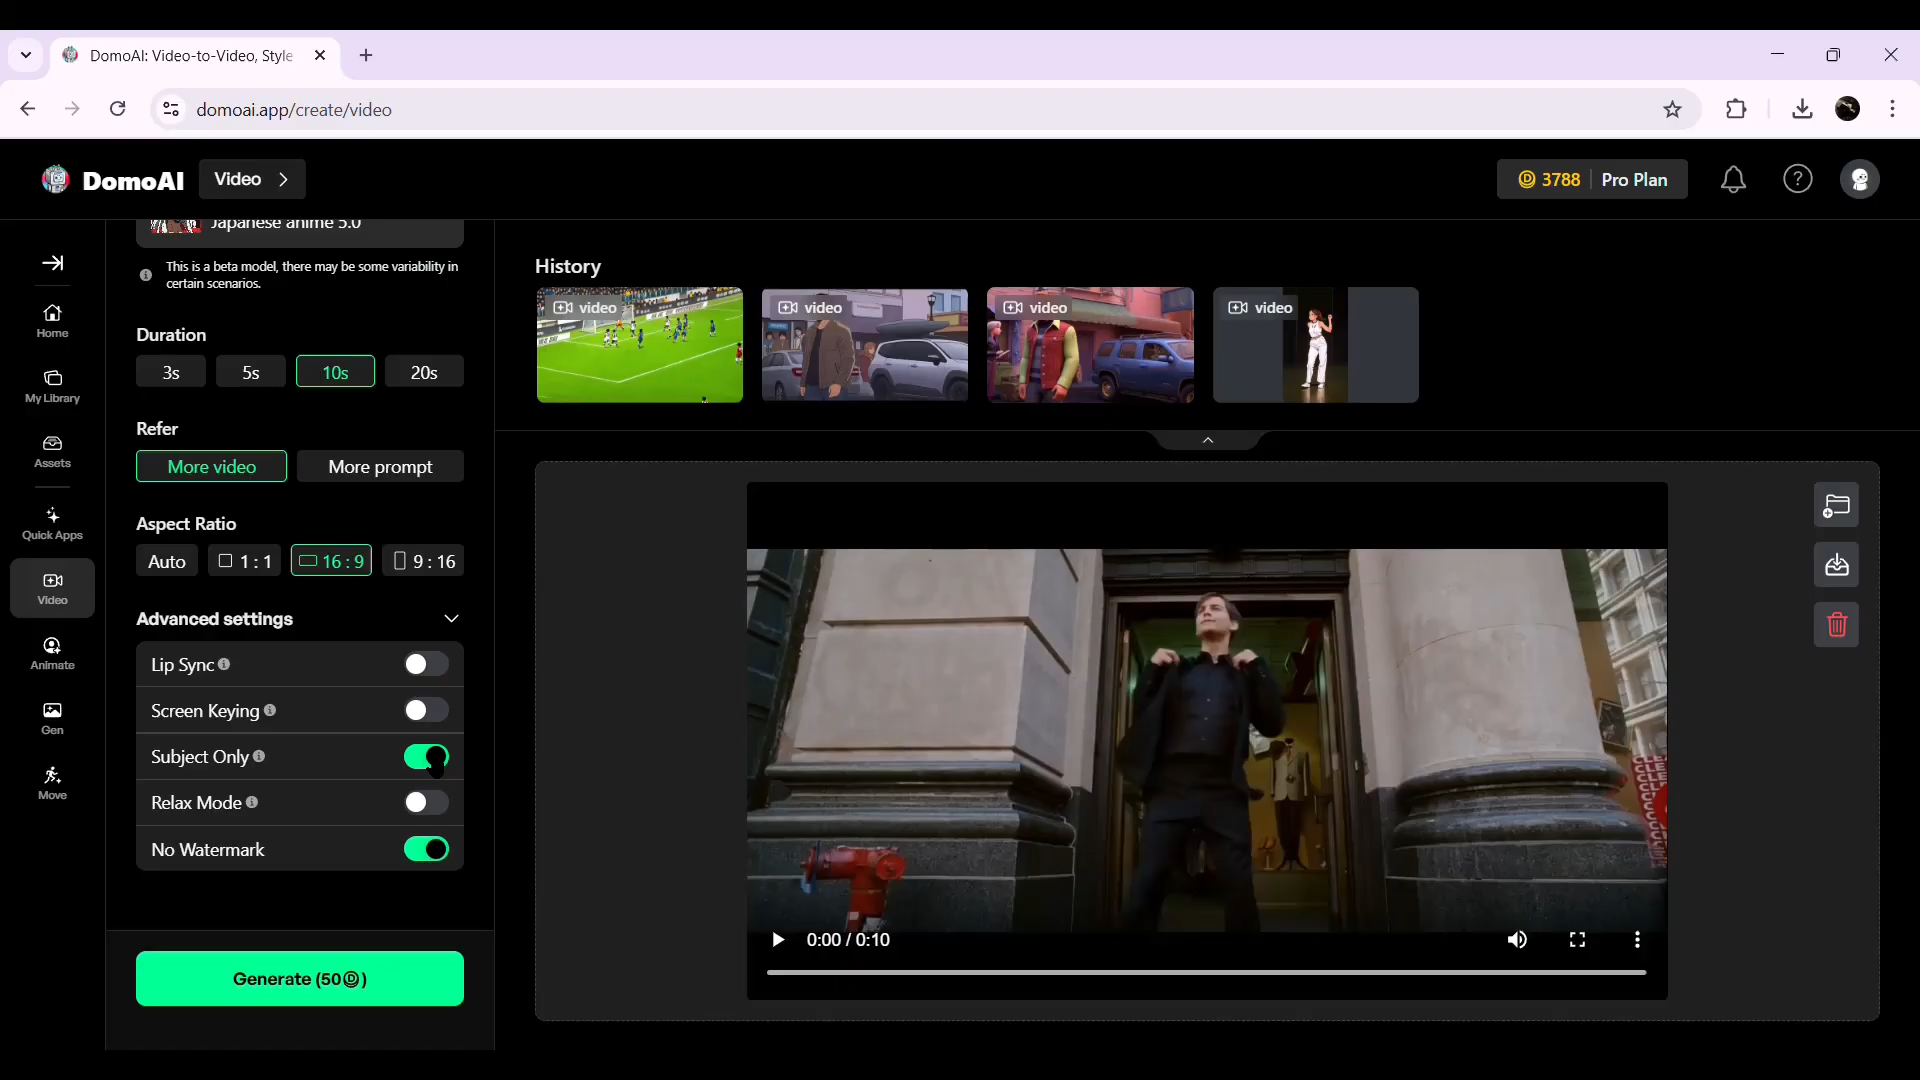 DomoAI: Video-to-Video, Style
domoai.app/create/video
DomoAI
Video
3788
Pro Plan
Japanese anime 5.0
This is a beta model, there may be some variability in
certain scenarios.
Home
My Library
Assets
Quick Apps
Video
Animate
Gen
Move
Duration
3s
5s
10s
20s
Refer
More video
More prompt
Aspect Ratio
Auto
1 : 1
16 : 9
9 : 16
Advanced settings
Lip Sync
Screen Keying
Subject Only
Relax Mode
No Watermark
Generate (50)
History
video
video
video
video
0:00 / 0:10